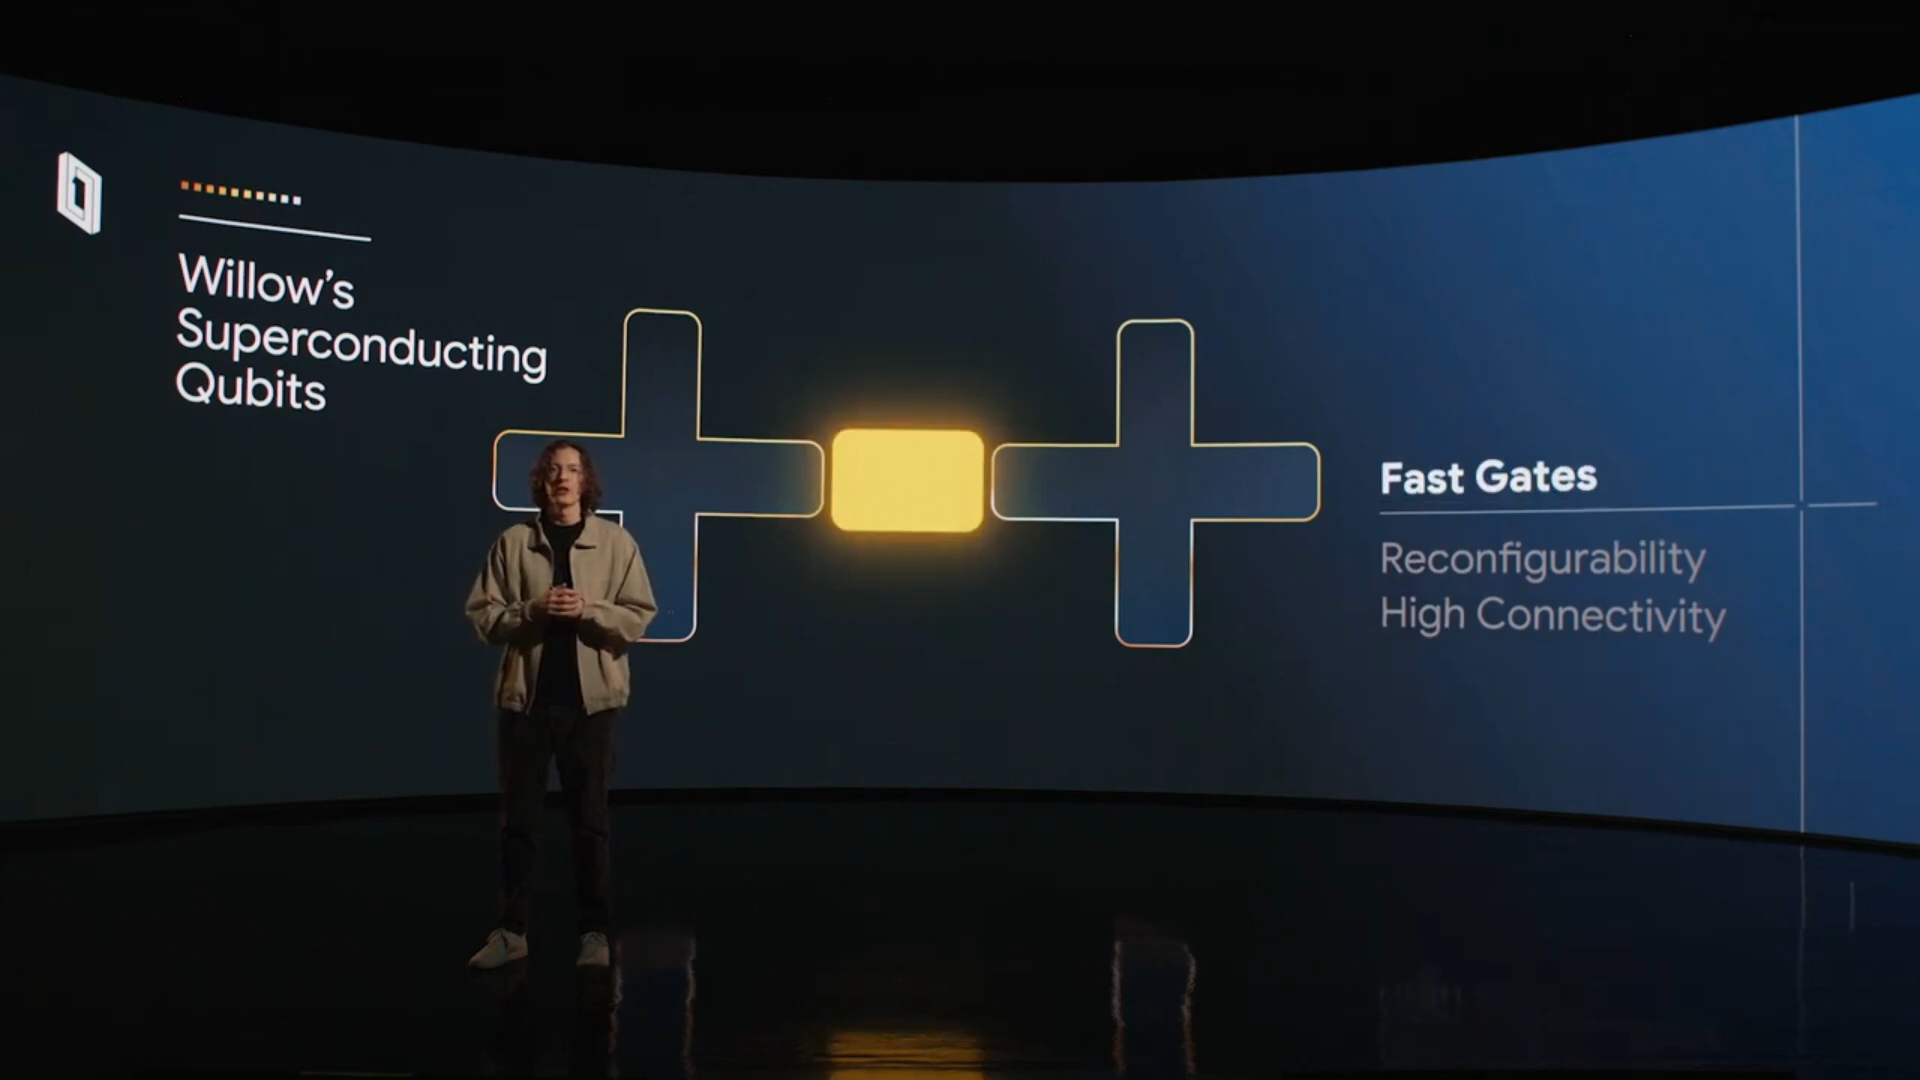 Willow’s
Superconducting
Qubits
Fast Gates
Reconfigurability
High Connectivity